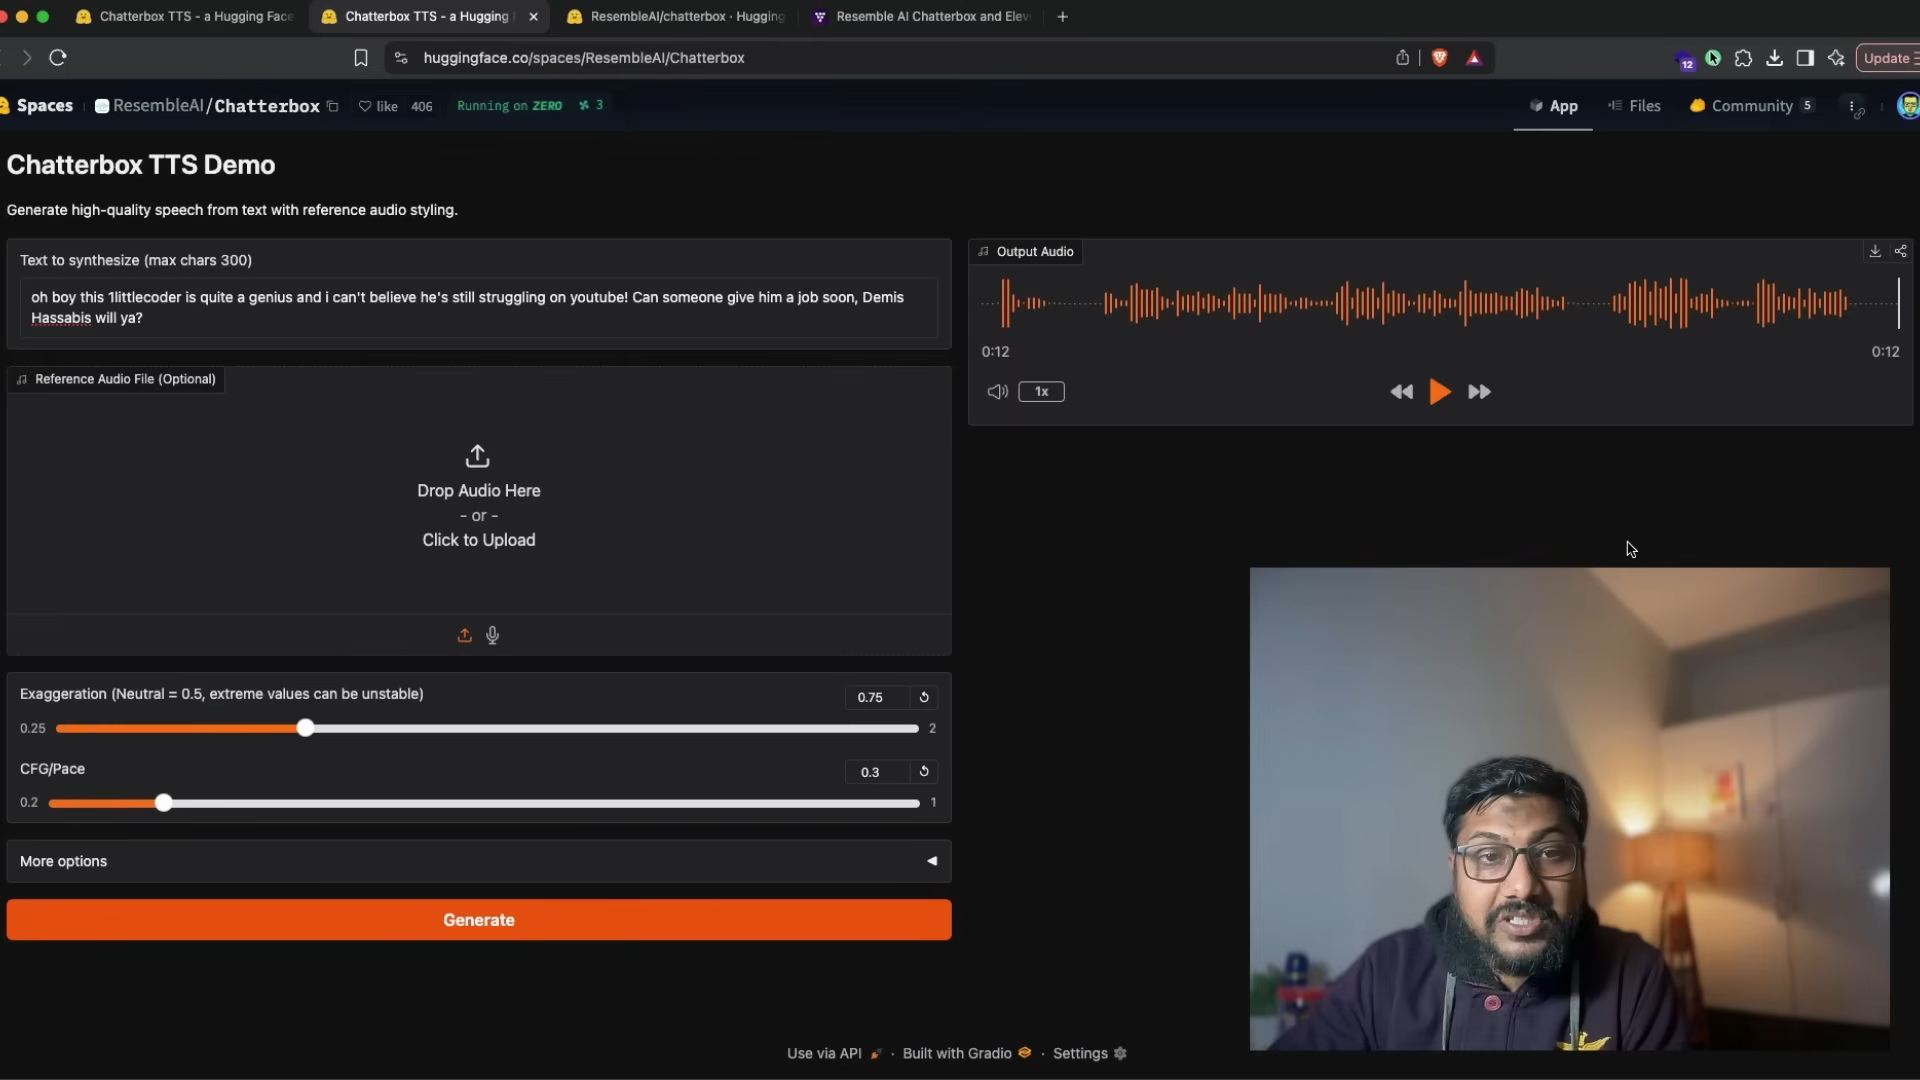 Chatterbox TTS - a Hugging Face
Chatterbox TTS - a Hugging
ResembleAI/chatterbox · Hugging
Resemble AI Chatterbox and Elev
huggingface.co/spaces/ResembleAI/Chatterbox
12
Update
Spaces
ResembleAI/Chatterbox
like 406
Running on ZERO
3
App
Files
Community 5
Chatterbox TTS Demo
Generate high-quality speech from text with reference audio styling.
Text to synthesize (max chars 300)
oh boy this 1littlecoder is quite a genius and i can't believe he's still struggling on youtube! Can someone give him a job soon, Demis
Hassabis will ya?
Output Audio
0:12
0:12
1x
Reference Audio File (Optional)
Drop Audio Here
- or -
Click to Upload
Exaggeration (Neutral = 0.5, extreme values can be unstable)
0.75
0.25
2
CFG/Pace
0.3
0.2
1
More options
Generate
Use via API · Built with Gradio · Settings